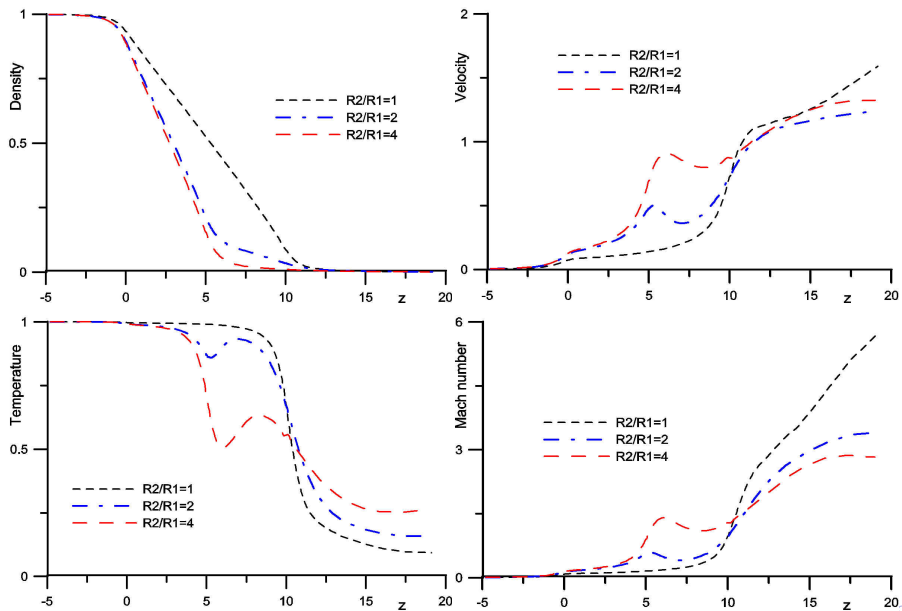 1
0.5
0
Density
R2/R1=1
R2/R1=2
R2/R1=4
-5
0
5
10
15
z
20
2
1
0
Velocity
R2/R1=1
R2/R1=2
R2/R1=4
-5
0
5
10
15
z
20
1
0.5
0
Temperature
R2/R1=1
R2/R1=2
R2/R1=4
-5
0
5
10
15
z
20
6
3
0
Mach number
R2/R1=1
R2/R1=2
R2/R1=4
-5
0
5
10
15
z
20